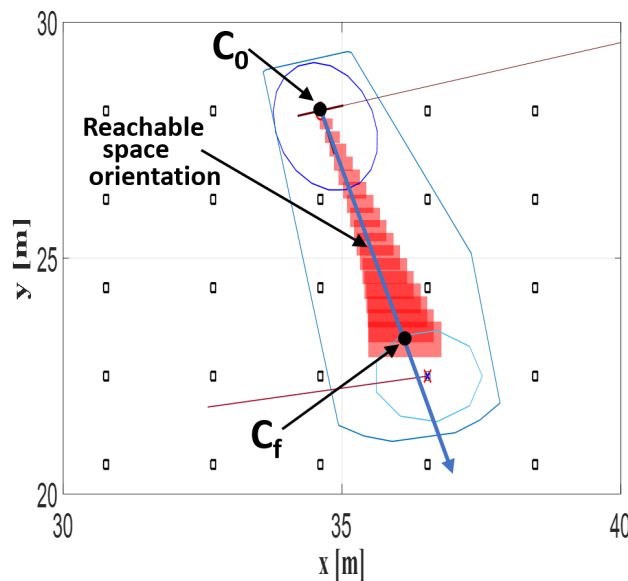 30
C0
Reachable
space
orientation
25
y [m]
Cf
20
30
35
40
x [m]